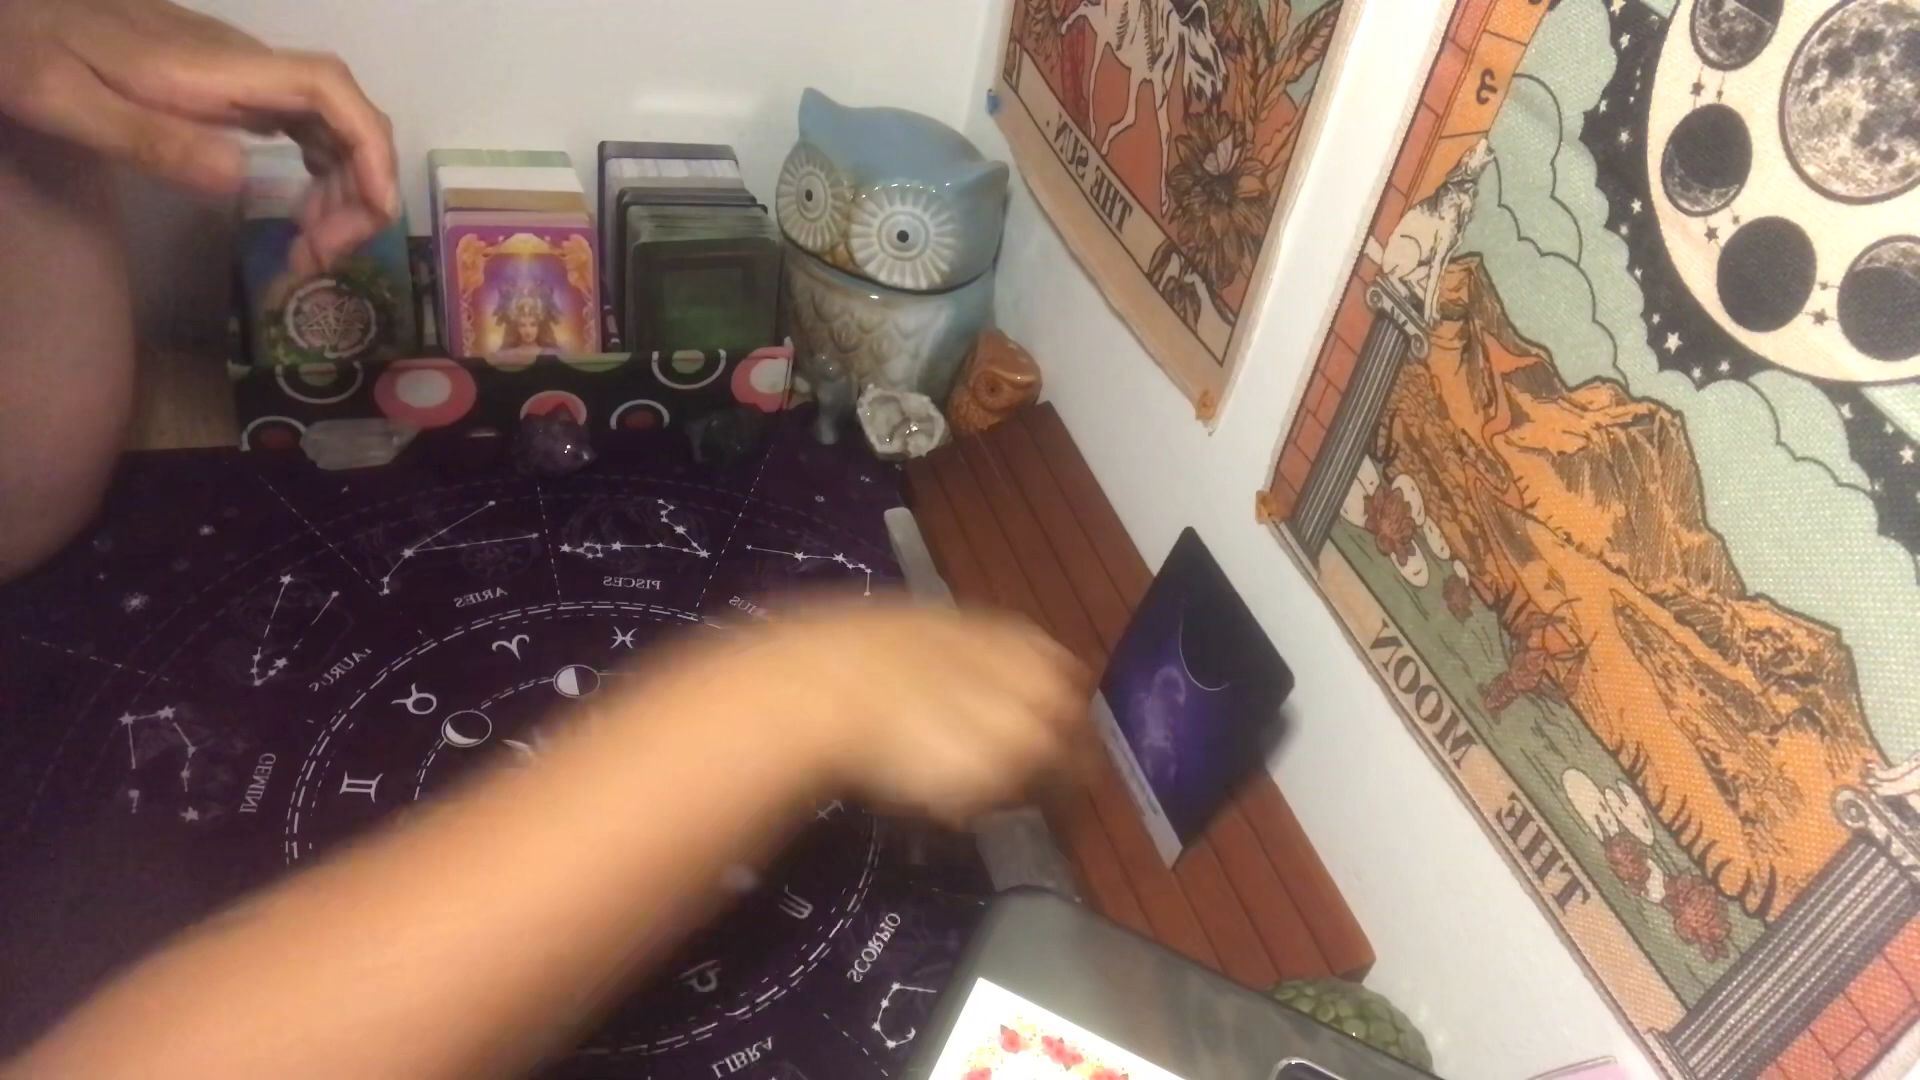 THE SUN.
THE MOON
PISCES
ARIES
TAURUS
GEMINI
SCORPIO
LIBRA